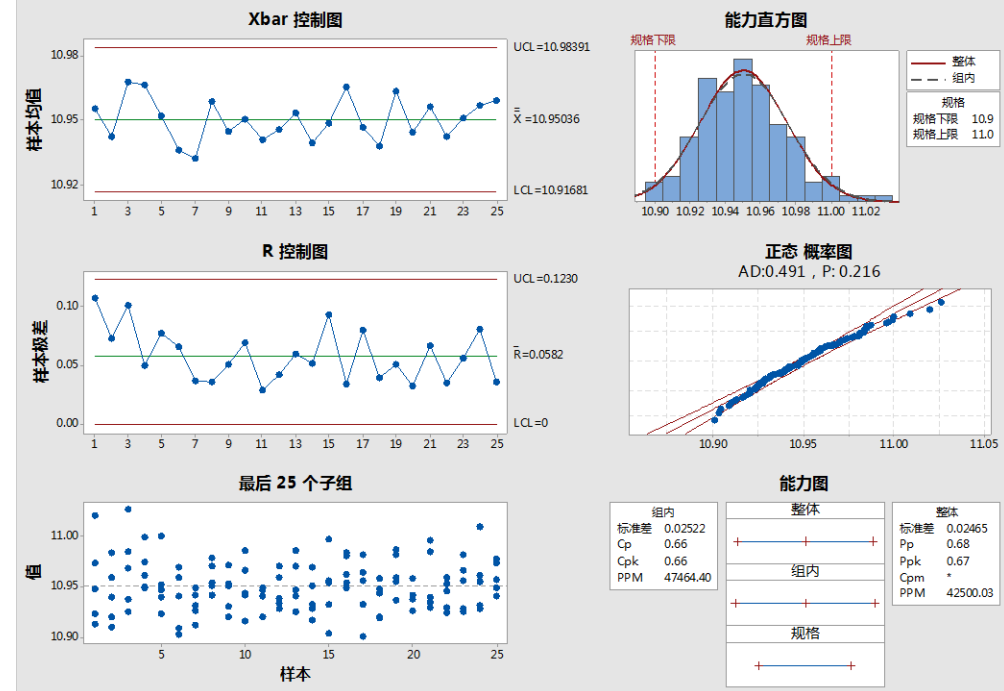 Xbar 控制图
样本均值
10.98
10.95
10.92
1 3 5 7 9 11 13 15 17 19 21 23 25
UCL=10.98391
X=10.95036
LCL=10.91681
能力直方图
规格下限 规格上限
10.90 10.92 10.94 10.96 10.98 11.00 11.02
整体
组内
规格
规格下限 10.9
规格上限 11.0
R 控制图
样本极差
0.10
0.05
0.00
1 3 5 7 9 11 13 15 17 19 21 23 25
UCL=0.1230
R=0.0582
LCL=0
正态 概率图
AD:0.491 , P: 0.216
10.90 10.95 11.00 11.05
最后 25 个子组
值
11.00
10.95
10.90
5 10 15 20 25
样本
能力图
组内
标准差 0.02522
Cp 0.66
Cpk 0.66
PPM 47464.40
整体
组内
规格
整体
标准差 0.02465
Pp 0.68
Ppk 0.67
Cpm *
PPM 42500.03